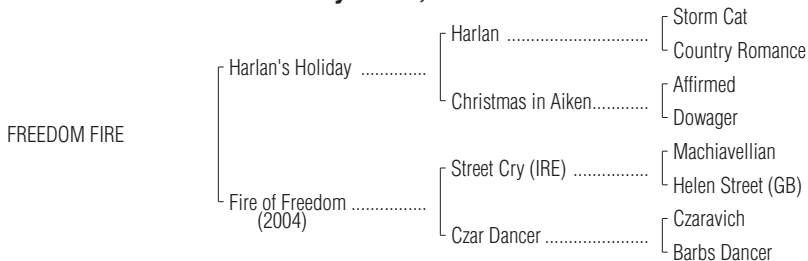 Storm Cat
Harlan ..............................
Country Romance
Harlan's Holiday ..............
Affirmed
Christmas in Aiken............
Dowager
FREEDOM FIRE
Machiavellian
Street Cry (IRE) ................
Helen Street (GB)
Fire of Freedom ................
(2004)
Czaravich
Czar Dancer ......................
Barbs Dancer